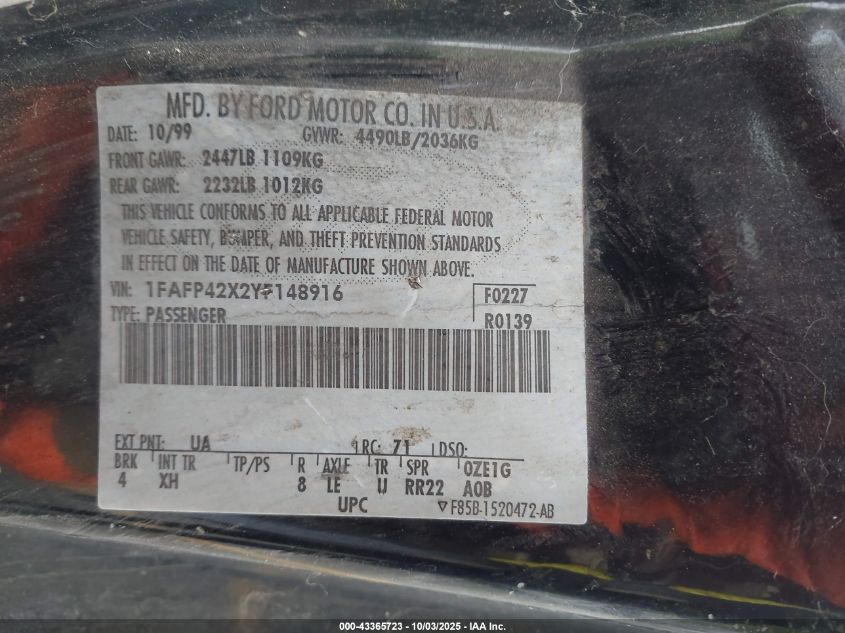 MFD. BY FORD MOTOR CO. IN U.S.A.
DATE: 10/99 GVWR: 4490LB/2036KG
FRONT GAWR: 2447LB 1109KG
REAR GAWR: 2232LB 1012KG
THIS VEHICLE CONFORMS TO ALL APPLICABLE FEDERAL MOTOR
VEHICLE SAFETY, BUMPER, AND THEFT PREVENTION STANDARDS
IN EFFECT ON THE DATE OF MANUFACTURE SHOWN ABOVE.
VIN: 1FAFP42X2YF148916 F0227
TYPE: PASSENGER R0139
EXT PNT: UA RC: 71 DSO:
BRK INT TR TP/PS R AXLE TR SPR OZE1G
4 XH 8 LE U RR22 AOB
UPC ▽F85B-1520472-AB
000-43365723 - 10/03/2025 - IAA Inc.